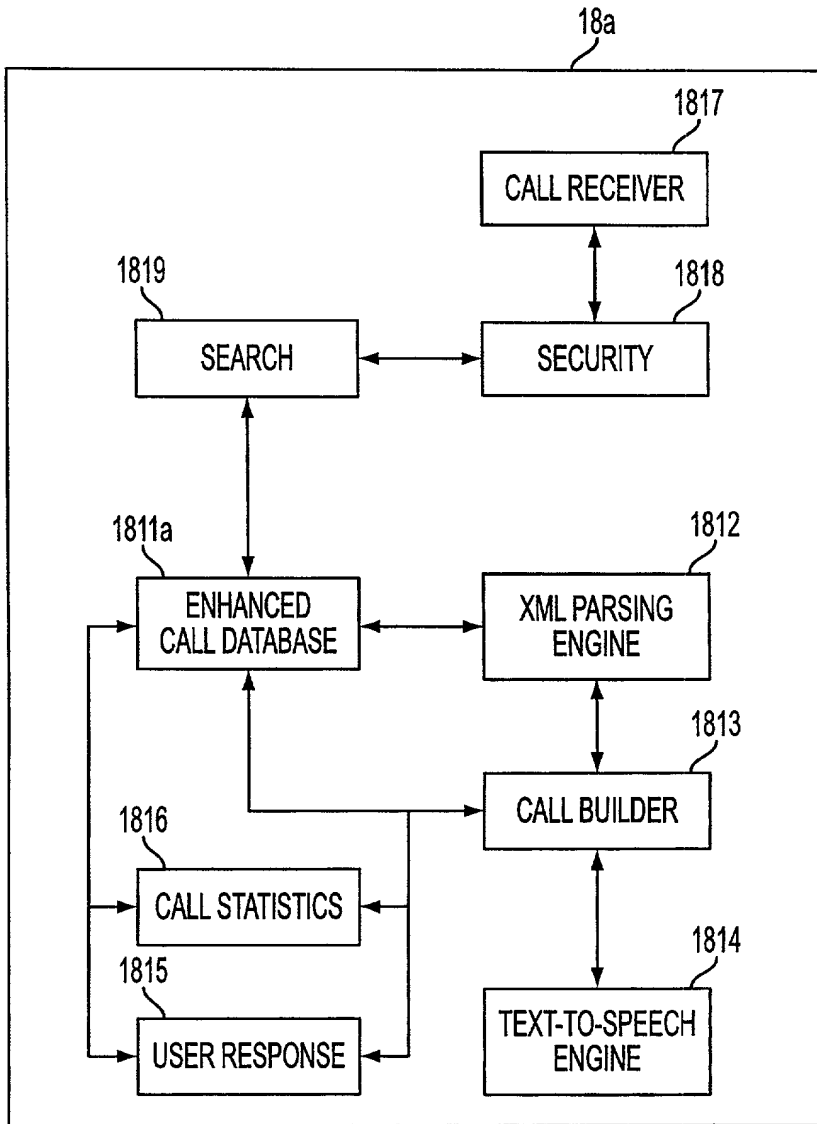 18a
1817
CALL RECEIVER
1819
1818
SEARCH
SECURITY
1811a
1812
ENHANCED
CALL DATABASE
XML PARSING
ENGINE
1813
CALL BUILDER
1816
CALL STATISTICS
1815
USER RESPONSE
1814
TEXT-TO-SPEECH
ENGINE